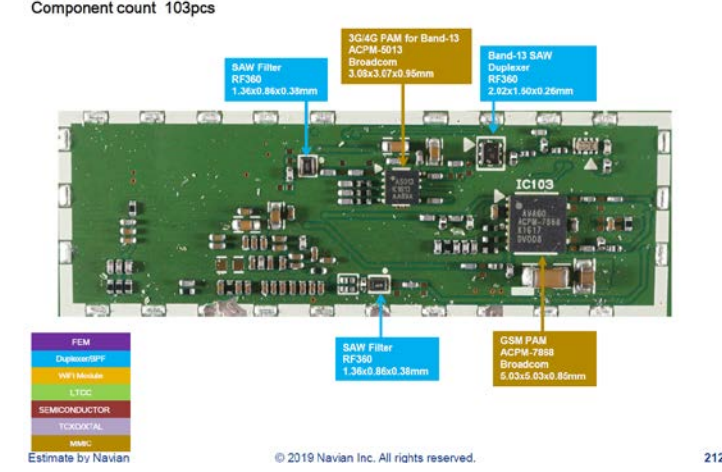 Component count 103pcs
3G/4G PAM for Band-13
ACPM-5013
Broadcom
3.08x3.07x0.95mm
SAW Filter
RF360
1.36x0.86x0.38mm
Band-13 SAW
Duplexer
RF360
2.02x1.60x0.26mm
IC103
AVAGO
ACPM-7868
K1617
SAW Filter
RF360
1.36x0.86x0.38mm
GSM PAM
ACPM-7868
Broadcom
5.03x5.03x0.85mm
FEM
Duplexer/BPF
WiFi Module
LTCC
SEMICONDUCTOR
TCXO/XTAL
MMIC
Estimate by Navian
© 2019 Navian Inc. All rights reserved.
212